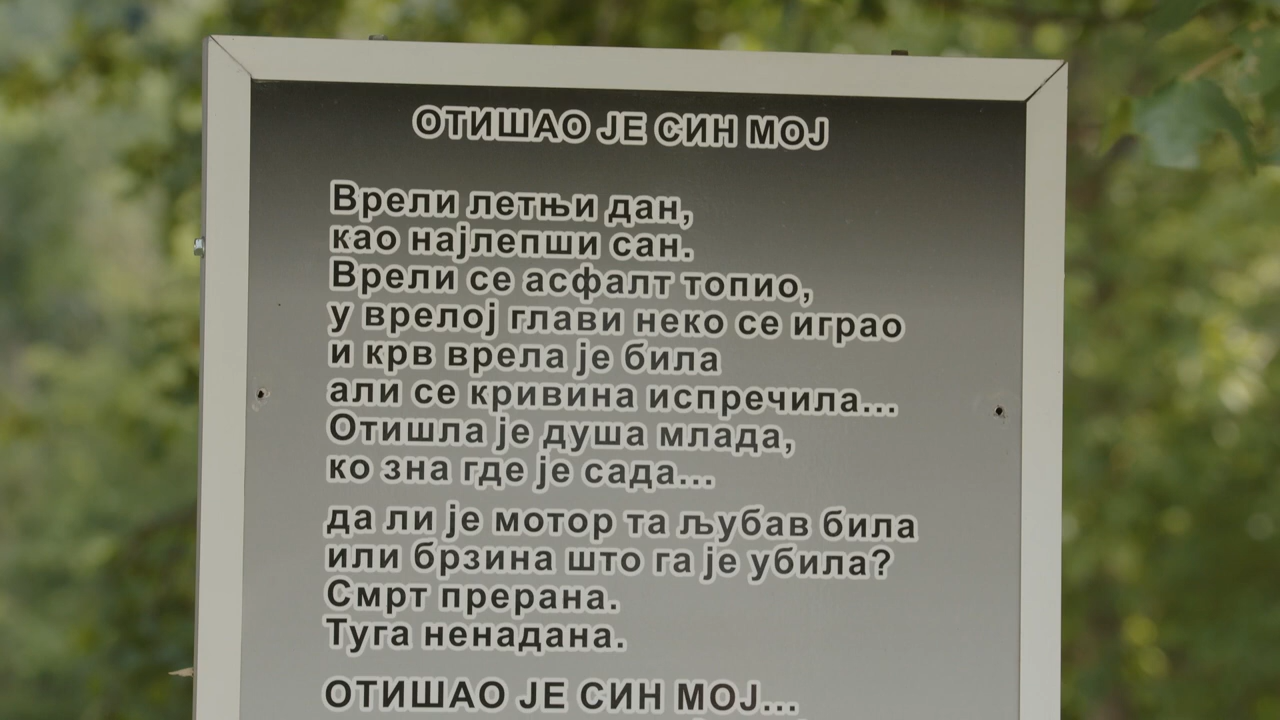 ОТИШАО ЈЕ СИН МОЈ
Врели летњи дан,
као најлепши сан.
Врели се асфалт топио,
у врелој глави неко се играо
и крв врела је била
али се кривина испречила...
Отишла је душа млада,
ко зна где је сада...
да ли је мотор та љубав била
или брзина што га је убила?
Смрт прерана.
Туга ненадана.
ОТИШАО ЈЕ СИН МОЈ...